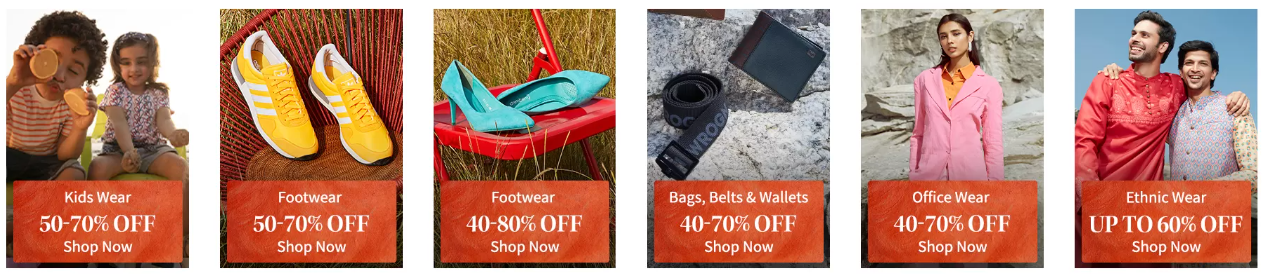 Kids Wear
50-70% OFF
Shop Now
Footwear
50-70% OFF
Shop Now
Footwear
40-80% OFF
Shop Now
WROGN
Bags, Belts & Wallets
40-70% OFF
Shop Now
Office Wear
40-70% OFF
Shop Now
Ethnic Wear
UP TO 60% OFF
Shop Now